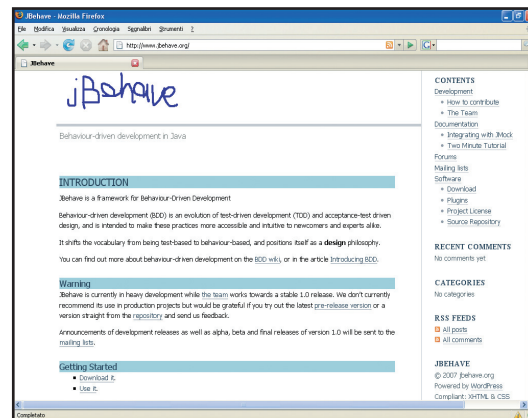 JBehave - Mozilla Firefox
File Modifica Visualizza Cronologia Segnalibri Strumenti ?
http://www.jbehave.org/
G
JBehave
jBehave
Behaviour-driven development in Java
INTRODUCTION
JBehave is a framework for Behaviour-Driven Development
Behaviour-driven development (BDD) is an evolution of test-driven development (TDD) and acceptance-test driven
design, and is intended to make these practices more accessible and intuitive to newcomers and experts alike.
It shifts the vocabulary from being test-based to behaviour-based, and positions itself as a design philosophy.
You can find out more about behaviour-driven development on the BDD wiki, or in the article Introducing BDD.
Warning
JBehave is currently in heavy development while the team works towards a stable 1.0 release. We don't currently
recommend its use in production projects but would be grateful if you try out the latest pre-release version or a
version straight from the repository and send us feedback.
Announcements of development releases as well as alpha, beta and final releases of version 1.0 will be sent to the
mailing lists.
Getting Started
Download it.
Use it.
CONTENTS
Development
How to contribute
The Team
Documentation
Integrating with JMock
Two Minute Tutorial
Forums
Mailing lists
Software
Download
Plugins
Project License
Source Repository
RECENT COMMENTS
No comments yet
CATEGORIES
No categories
RSS FEEDS
All posts
All comments
JBEHAVE
© 2007 jbehave.org
Powered by WordPress
Compliant: XHTML & CSS
Completato